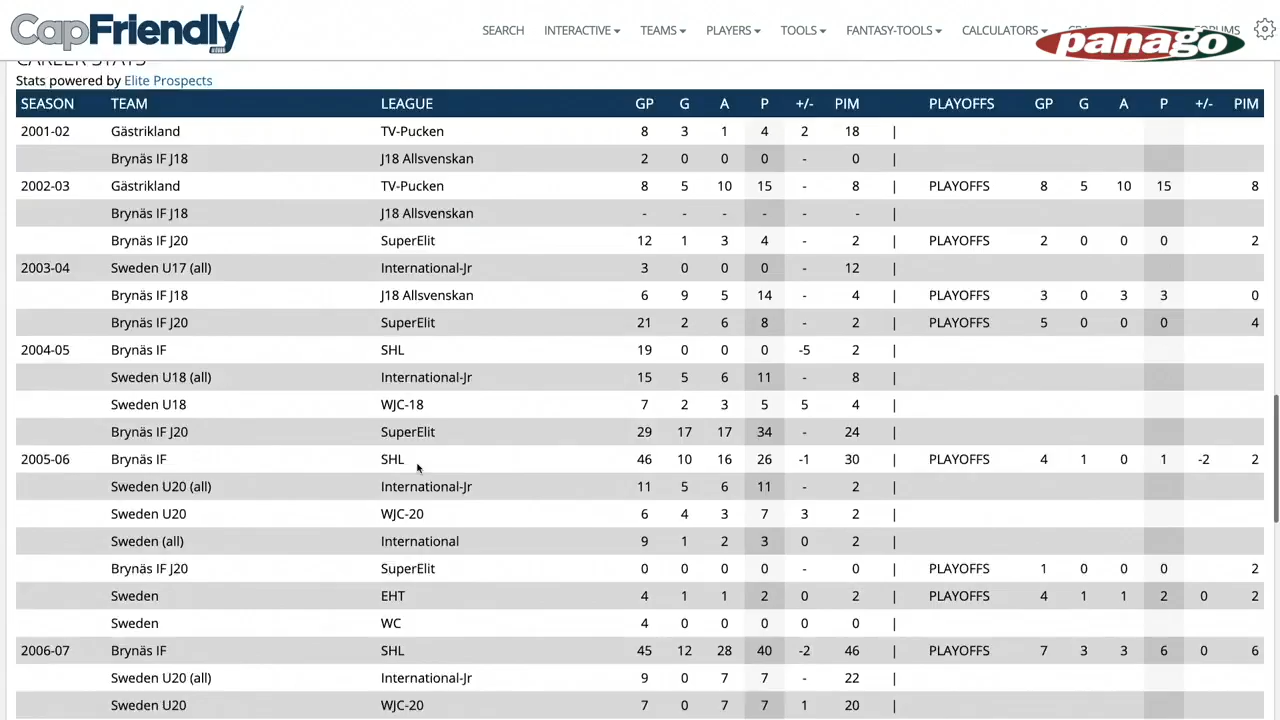 CapFriendly
SEARCH INTERACTIVE TEAMS PLAYERS TOOLS FANTASY-TOOLS CALCULATORS
panago
CAREER STATS
Stats powered by Elite Prospects
SEASON TEAM LEAGUE GP G A P +/- PIM PLAYOFFS GP G A P +/- PIM
2001-02 Gästrikland TV-Pucken 8 3 1 4 2 18 |
Brynäs IF J18 J18 Allsvenskan 2 0 0 0 - 0 |
2002-03 Gästrikland TV-Pucken 8 5 10 15 - 8 | PLAYOFFS 8 5 10 15 8
Brynäs IF J18 J18 Allsvenskan - - - - - - |
Brynäs IF J20 SuperElit 12 1 3 4 - 2 | PLAYOFFS 2 0 0 0 2
2003-04 Sweden U17 (all) International-Jr 3 0 0 0 - 12 |
Brynäs IF J18 J18 Allsvenskan 6 9 5 14 - 4 | PLAYOFFS 3 0 3 3 0
Brynäs IF J20 SuperElit 21 2 6 8 - 2 | PLAYOFFS 5 0 0 0 4
2004-05 Brynäs IF SHL 19 0 0 0 -5 2 |
Sweden U18 (all) International-Jr 15 5 6 11 - 8 |
Sweden U18 WJC-18 7 2 3 5 5 4 |
Brynäs IF J20 SuperElit 29 17 17 34 - 24 |
2005-06 Brynäs IF SHL 46 10 16 26 -1 30 | PLAYOFFS 4 1 0 1 -2 2
Sweden U20 (all) International-Jr 11 5 6 11 - 2 |
Sweden U20 WJC-20 6 4 3 7 3 2 |
Sweden (all) International 9 1 2 3 0 2 |
Brynäs IF J20 SuperElit 0 0 0 0 - 0 | PLAYOFFS 1 0 0 0 2
Sweden EHT 4 1 1 2 0 2 | PLAYOFFS 4 1 1 2 0 2
Sweden WC 4 0 0 0 0 0 |
2006-07 Brynäs IF SHL 45 12 28 40 -2 46 | PLAYOFFS 7 3 3 6 0 6
Sweden U20 (all) International-Jr 9 0 7 7 - 22 |
Sweden U20 WJC-20 7 0 7 7 1 20 |